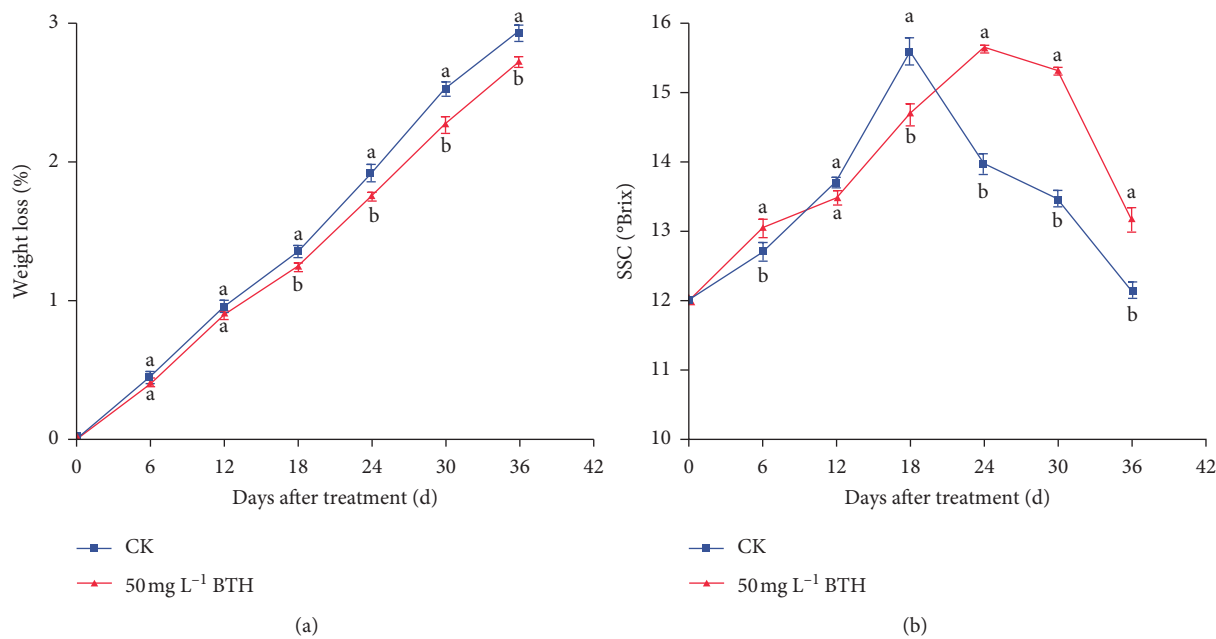 3
2
1
0
Weight loss (%)
a
a
a
a
a
a
a
a
b
b
b
b
0 6 12 18 24 30 36 42
Days after treatment (d)
CK
50 mg L⁻¹ BTH
(a)
16
15
14
13
12
11
10
SSC (°Brix)
a
b
a
a
a
b
a
b
a
b
a
b
0 6 12 18 24 30 36 42
Days after treatment (d)
CK
50 mg L⁻¹ BTH
(b)